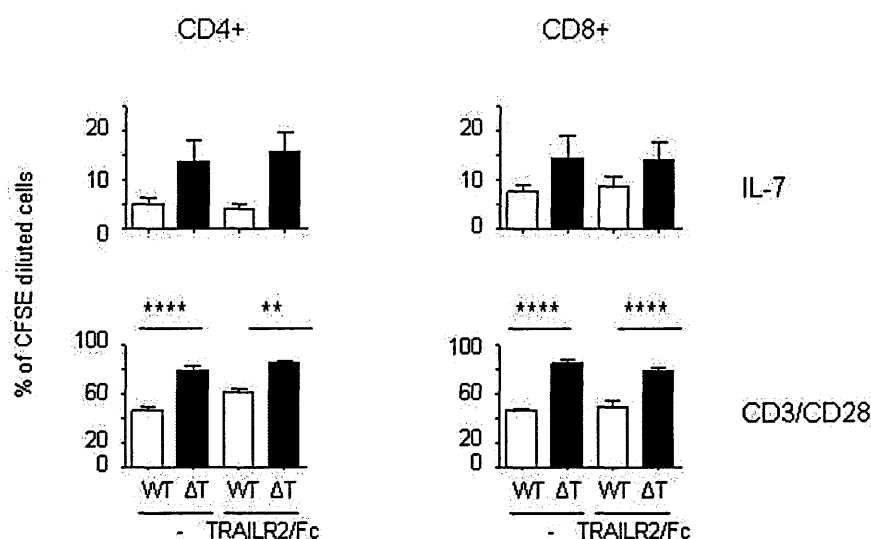 CD4+ CD8+
% of CFSE diluted cells
20 20
10 10
0 0
IL-7
**** ** **** ****
100 100
60 60
20 20
0 0
CD3/CD28
WT ΔT WT ΔT WT ΔT WT ΔT
- TRAILR2/Fc - TRAILR2/Fc